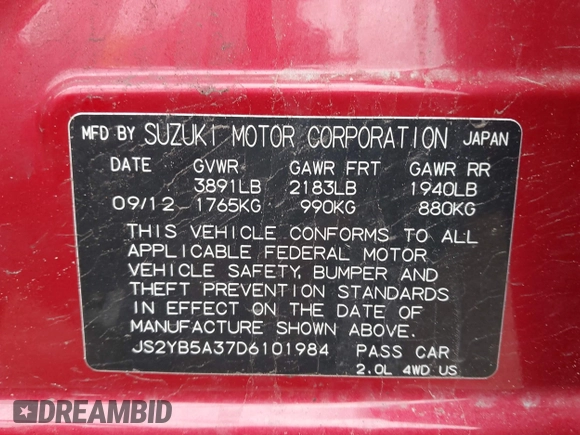 MFD BY SUZUKI MOTOR CORPORATION JAPAN
DATE GVWR GAWR FRT GAWR RR
3891LB 2183LB 1940LB
09/12 1765KG 990KG 880KG
THIS VEHICLE CONFORMS TO ALL
APPLICABLE FEDERAL MOTOR
VEHICLE SAFETY, BUMPER AND
THEFT PREVENTION STANDARDS
IN EFFECT ON THE DATE OF
MANUFACTURE SHOWN ABOVE.
JS2YB5A37D6101984 PASS CAR
2.0L 4WD US
DREAMBID